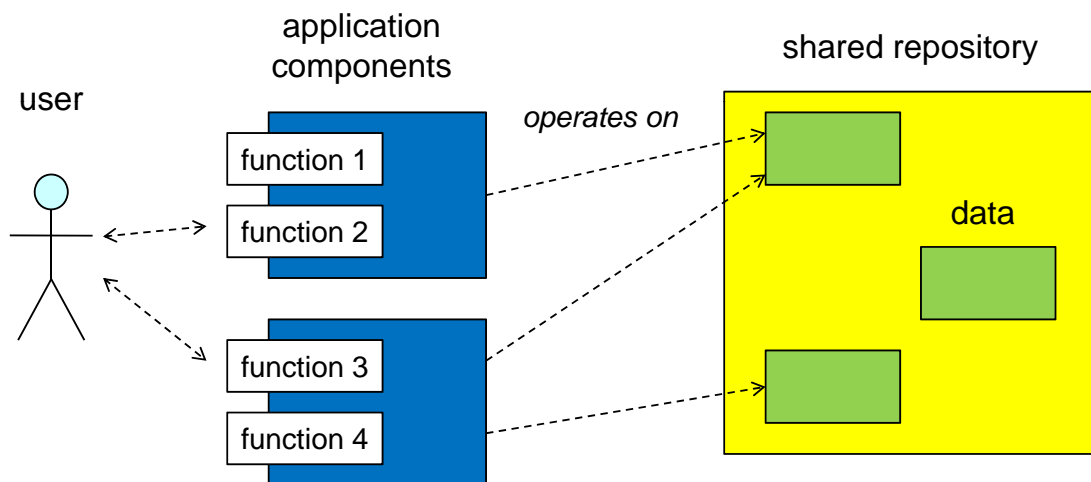 application
components
shared repository
user
operates on
function 1
function 2
data
function 3
function 4